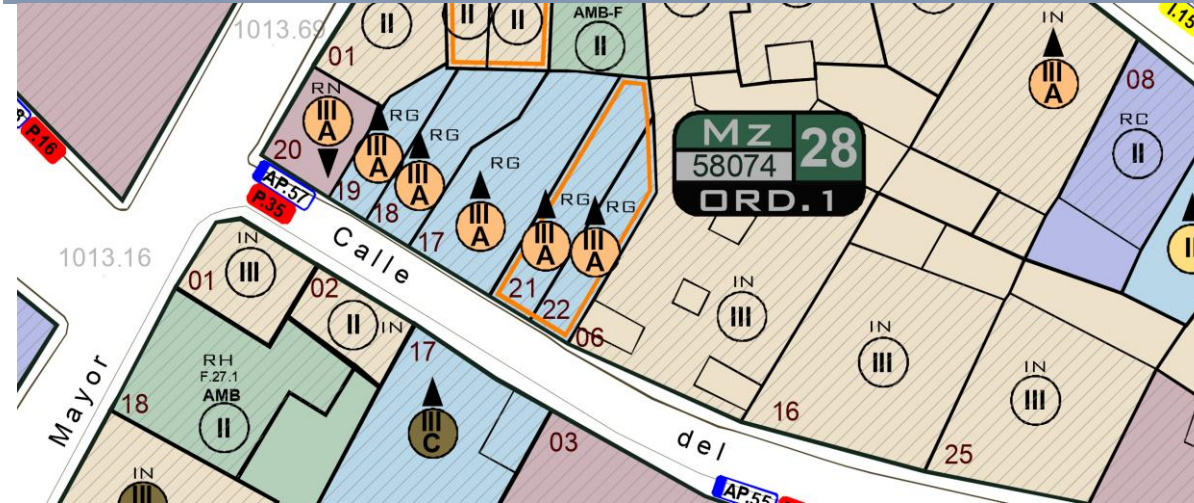 1013.69
II
II
II
AMB-F
II
IN
III
A
01
08
RC
II
P.16
RN
III
A
20
RG
III
A
19
RG
III
A
18
RG
III
A
17
RG
III
A
21
RG
III
A
22
06
Mz 28
58074
ORD.1
AP.57
P.35
Calle
1013.16
IN
III
01
02
II
IN
17
III
C
RH
F.27.1
AMB
II
18
Mayor
IN
III
03
IN
III
16
IN
III
IN
III
25
del
AP.55